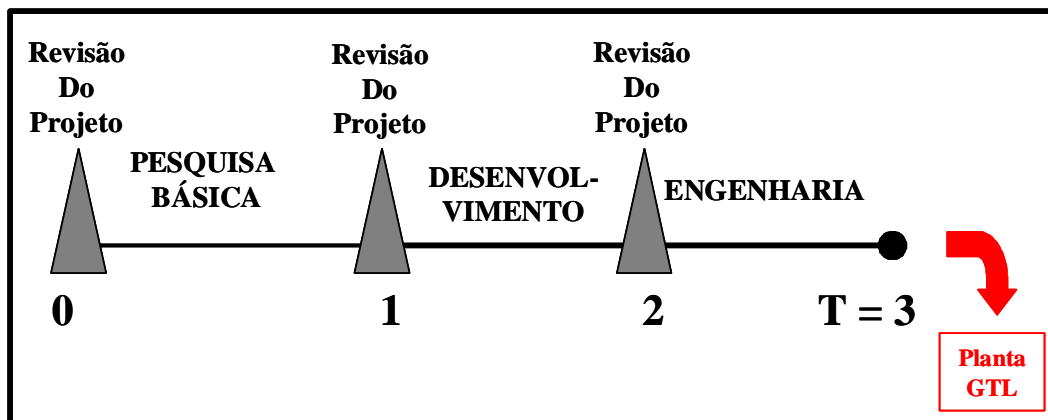 Revisão
Do
Projeto
PESQUISA
BÁSICA
Revisão
Do
Projeto
DESENVOL-
VIMENTO
Revisão
Do
Projeto
ENGENHARIA
0
1
2
T = 3
Planta
GTL